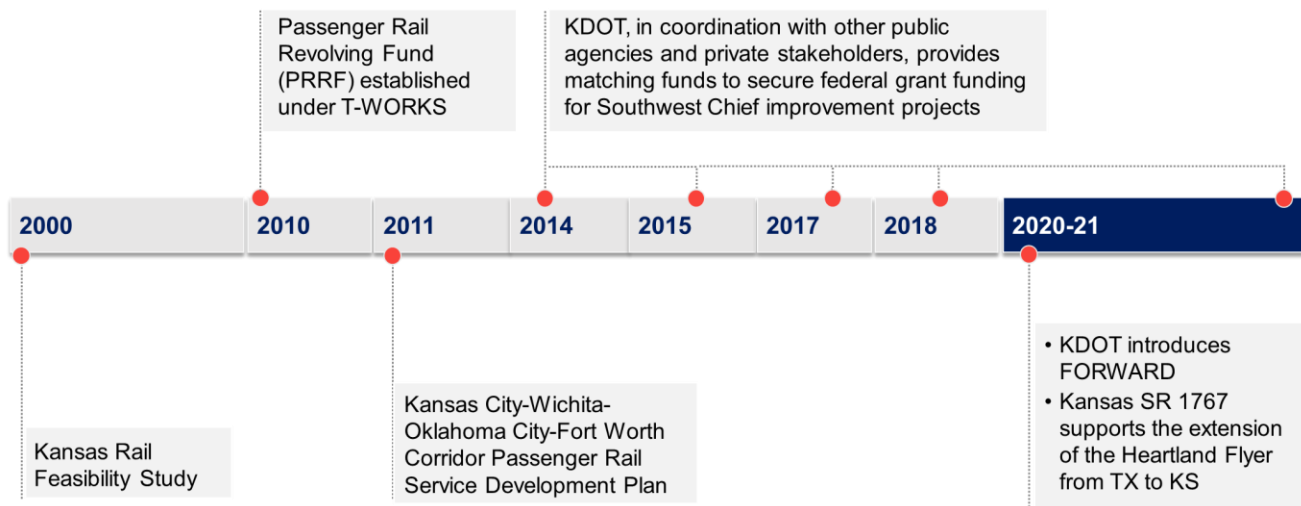 Passenger Rail
Revolving Fund
(PRRF) established
under T-WORKS
KDOT, in coordination with other public
agencies and private stakeholders, provides
matching funds to secure federal grant funding
for Southwest Chief improvement projects
2000
2010
2011
2014
2015
2017
2018
2020-21
Kansas Rail
Feasibility Study
Kansas City-Wichita-
Oklahoma City-Fort Worth
Corridor Passenger Rail
Service Development Plan
• KDOT introduces
FORWARD
• Kansas SR 1767
supports the extension
of the Heartland Flyer
from TX to KS